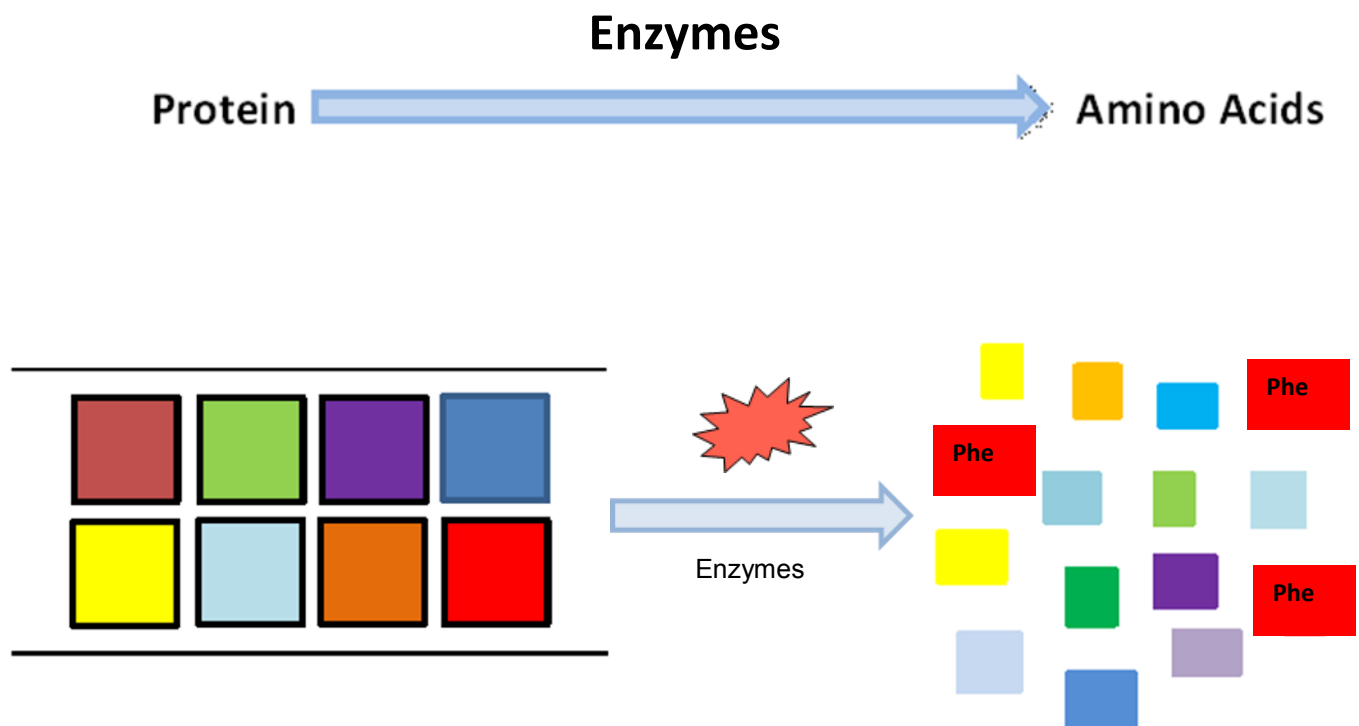 Enzymes
Protein
Amino Acids
Phe
Phe
Enzymes
Phe